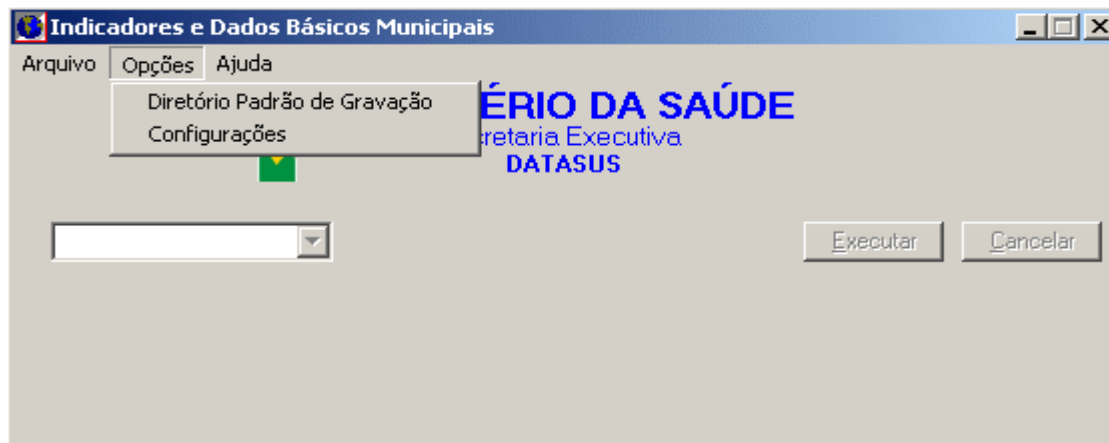 Indicadores e Dados Básicos Municipais
Arquivo Opções Ajuda
Diretório Padrão de Gravação
Configurações
ÉRIO DA SAÚDE
cretaria Executiva
DATASUS
Executar Cancelar